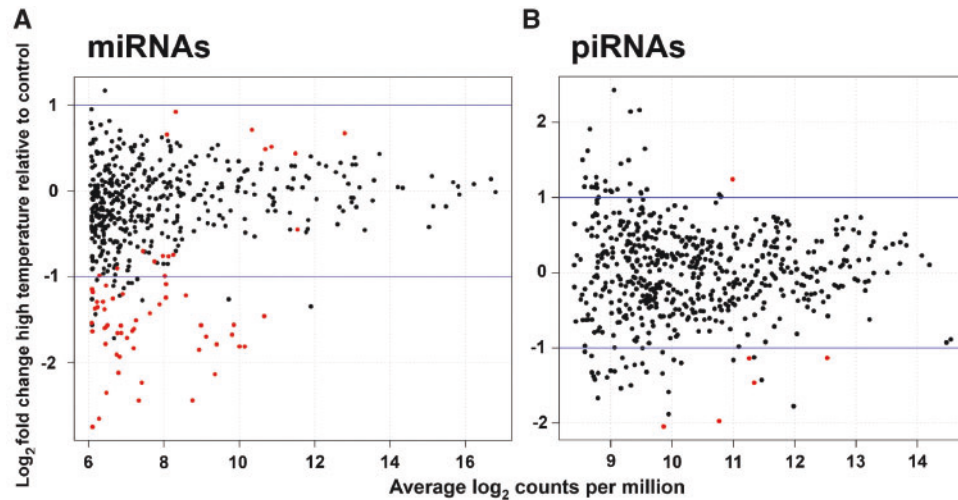 A
B
miRNAs
piRNAs
Log2 fold change high temperature relative to control
1
0
-1
-2
2
1
0
-1
-2
6 8 10 12 14 16
9 10 11 12 13 14
Average log2 counts per million